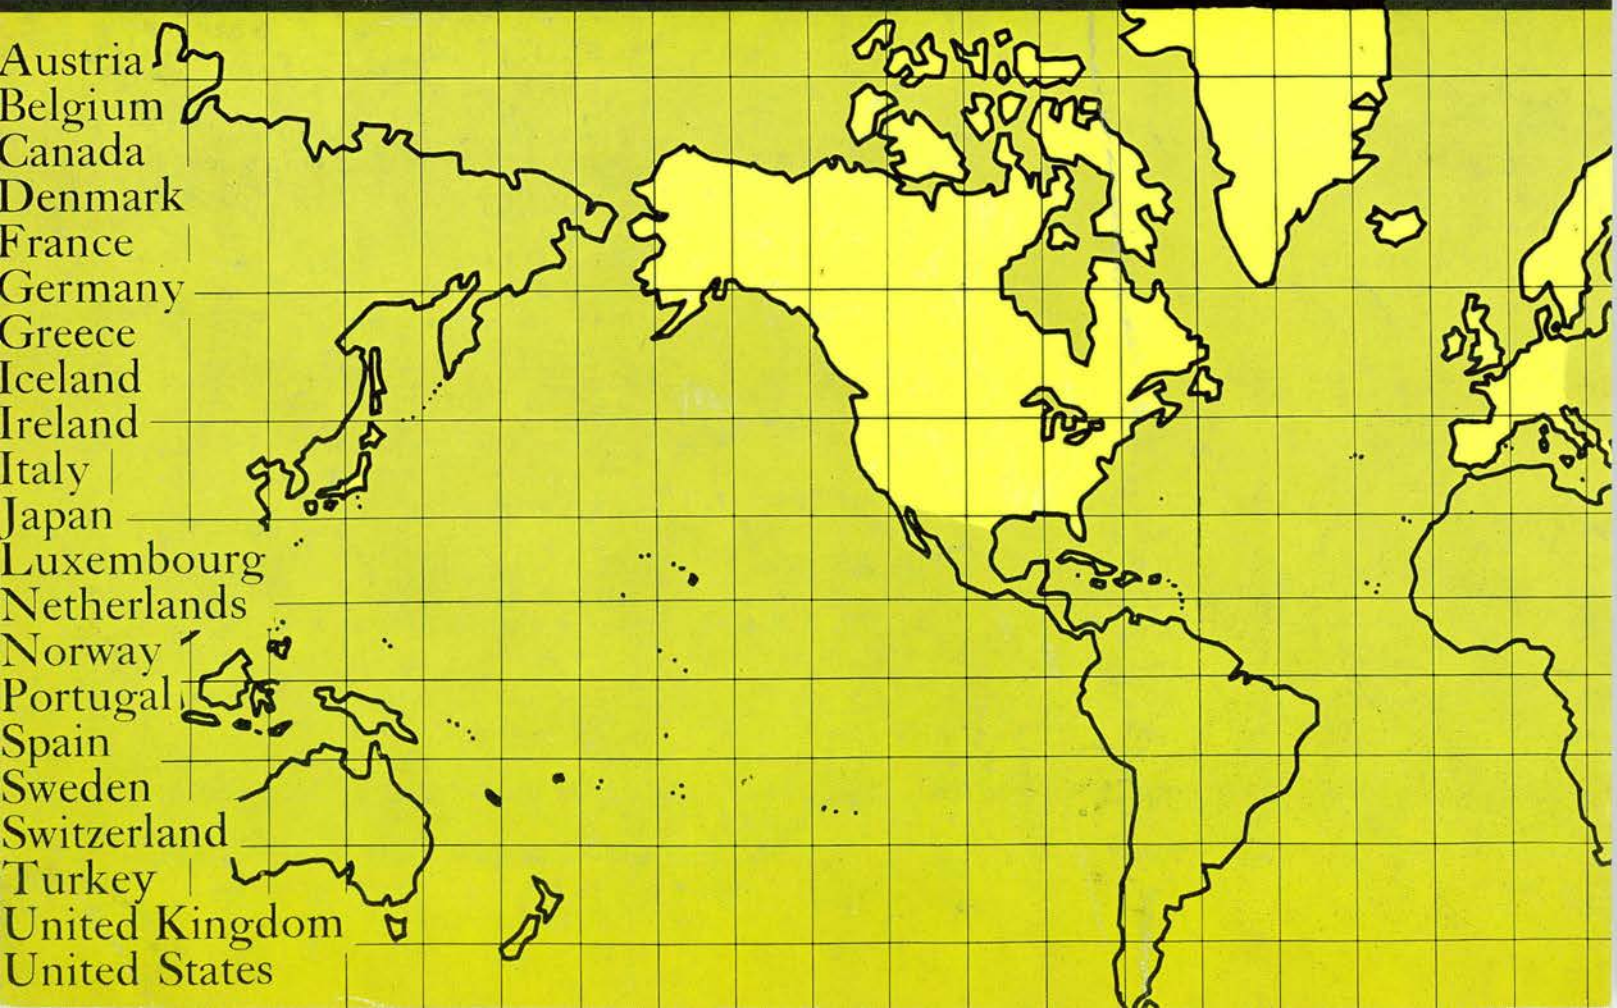 Austria
Belgium
Canada
Denmark
France
Germany
Greece
Iceland
Ireland
Italy
Japan
Luxembourg
Netherlands
Norway
Portugal
Spain
Sweden
Switzerland
Turkey
United Kingdom
United States